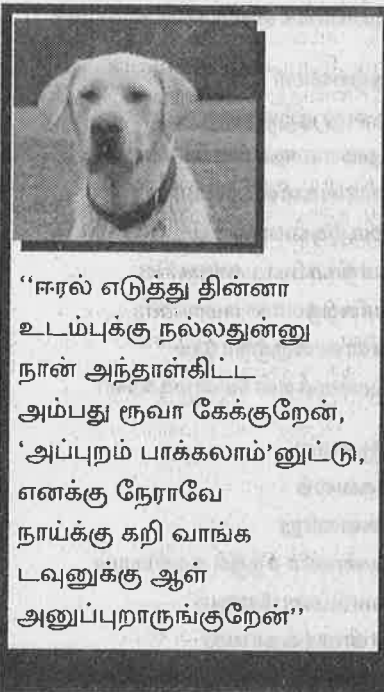 “ஈரல் எடுத்து தின்னா
உடம்புக்கு நல்லதுன்னு
நான் அந்தாள்கிட்ட
அம்பது ரூவா கேக்குறேன்,
‘அப்புறம் பாக்கலாம்’னுட்டு,
எனக்கு நேராவே
நாய்க்கு கறி வாங்க
டவுனுக்கு ஆள்
அனுப்புறாருங்குறேன்”